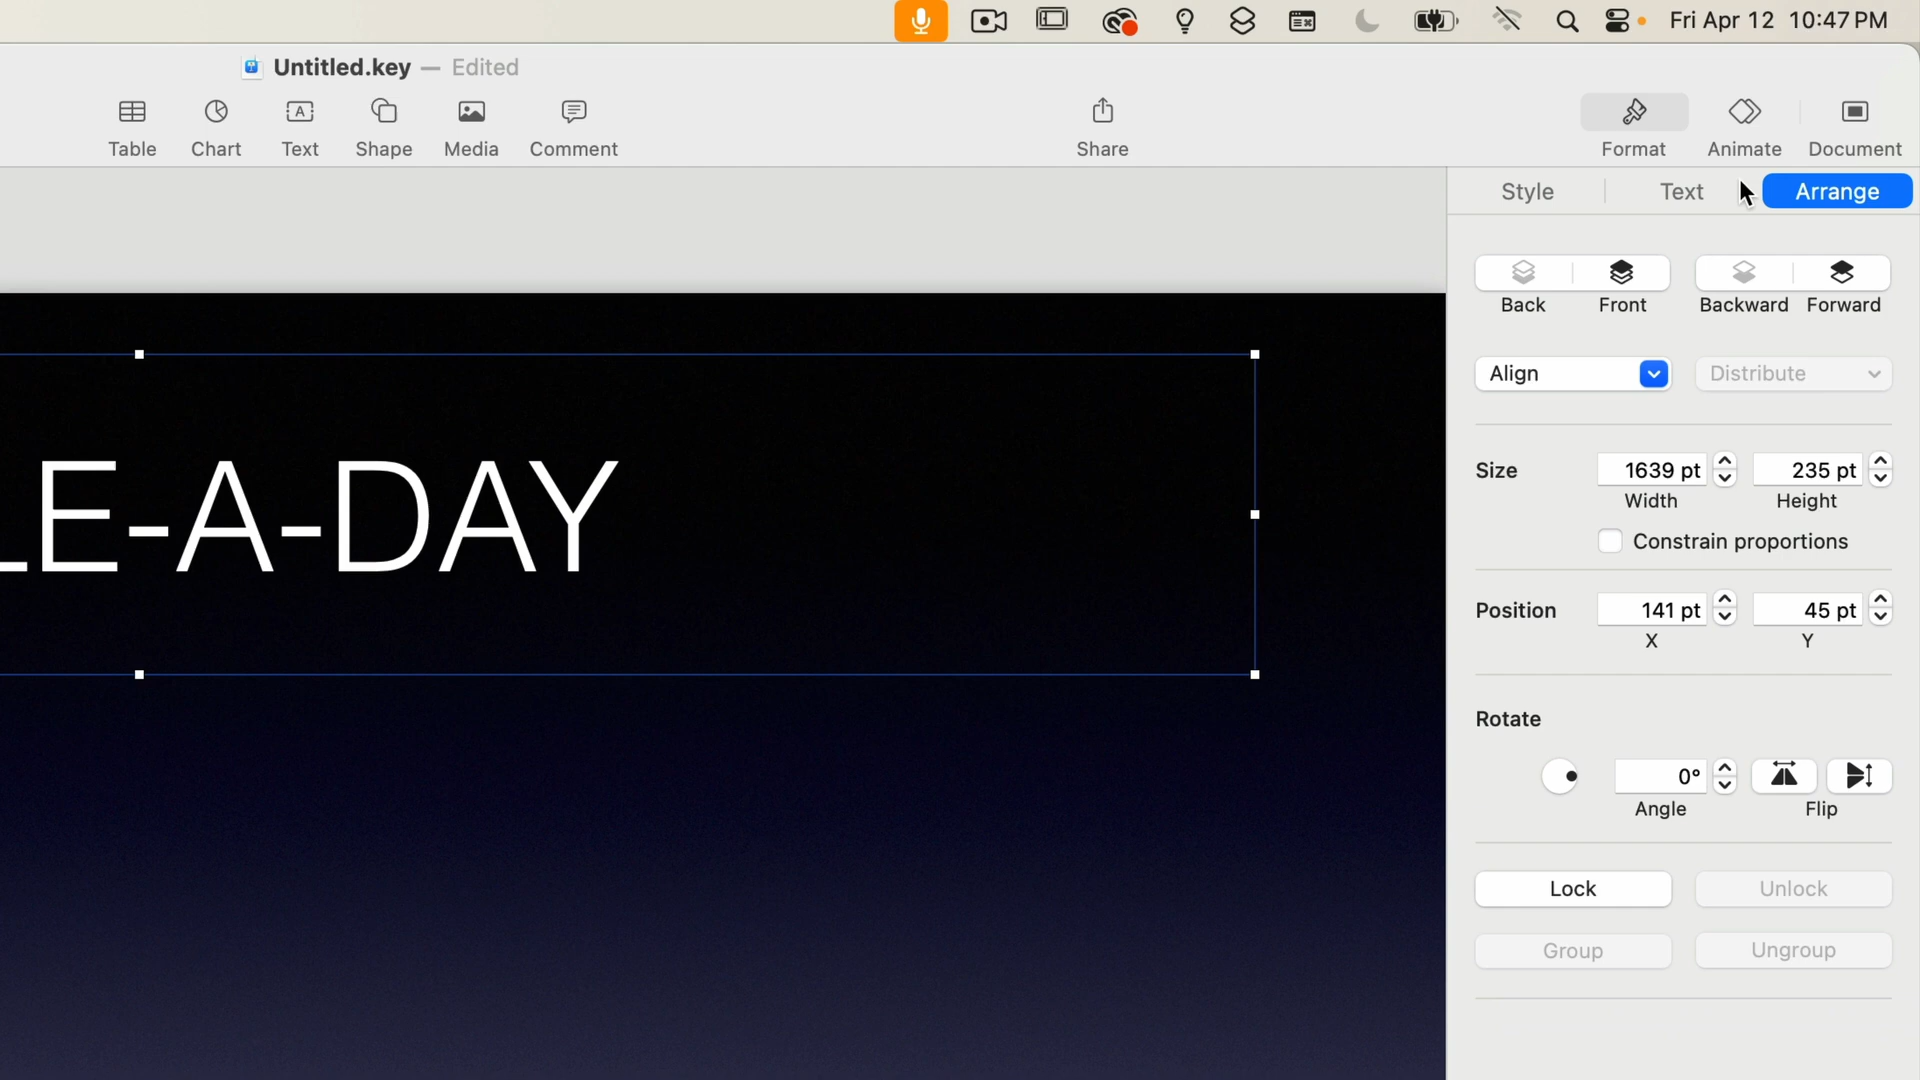 Fri Apr 12 10:47 PM
Untitled.key — Edited
Table Chart Text Shape Media Comment Share Format Animate Document
Style Text Arrange
Back Front Backward Forward
Align Distribute
Size 1639 pt 235 pt
Width Height
Constrain proportions
LE-A-DAY
Position 141 pt 45 pt
X Y
Rotate
0°
Angle Flip
Lock Unlock
Group Ungroup